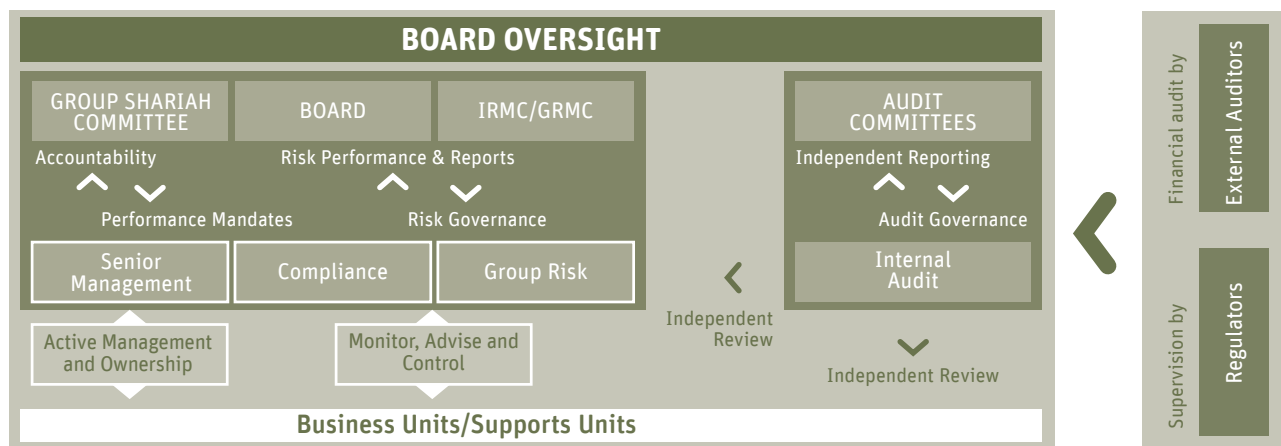 BOARD OVERSIGHT
GROUP SHARIAH
COMMITTEE
BOARD
IRMC/GRMC
Accountability
Risk Performance & Reports
Performance Mandates
Risk Governance
Senior
Management
Compliance
Group Risk
Active Management
and Ownership
Monitor, Advise and
Control
Independent
Review
AUDIT
COMMITTEES
Independent Reporting
Audit Governance
Internal
Audit
Independent Review
Business Units/Supports Units
Financial audit by
External Auditors
Supervision by
Regulators